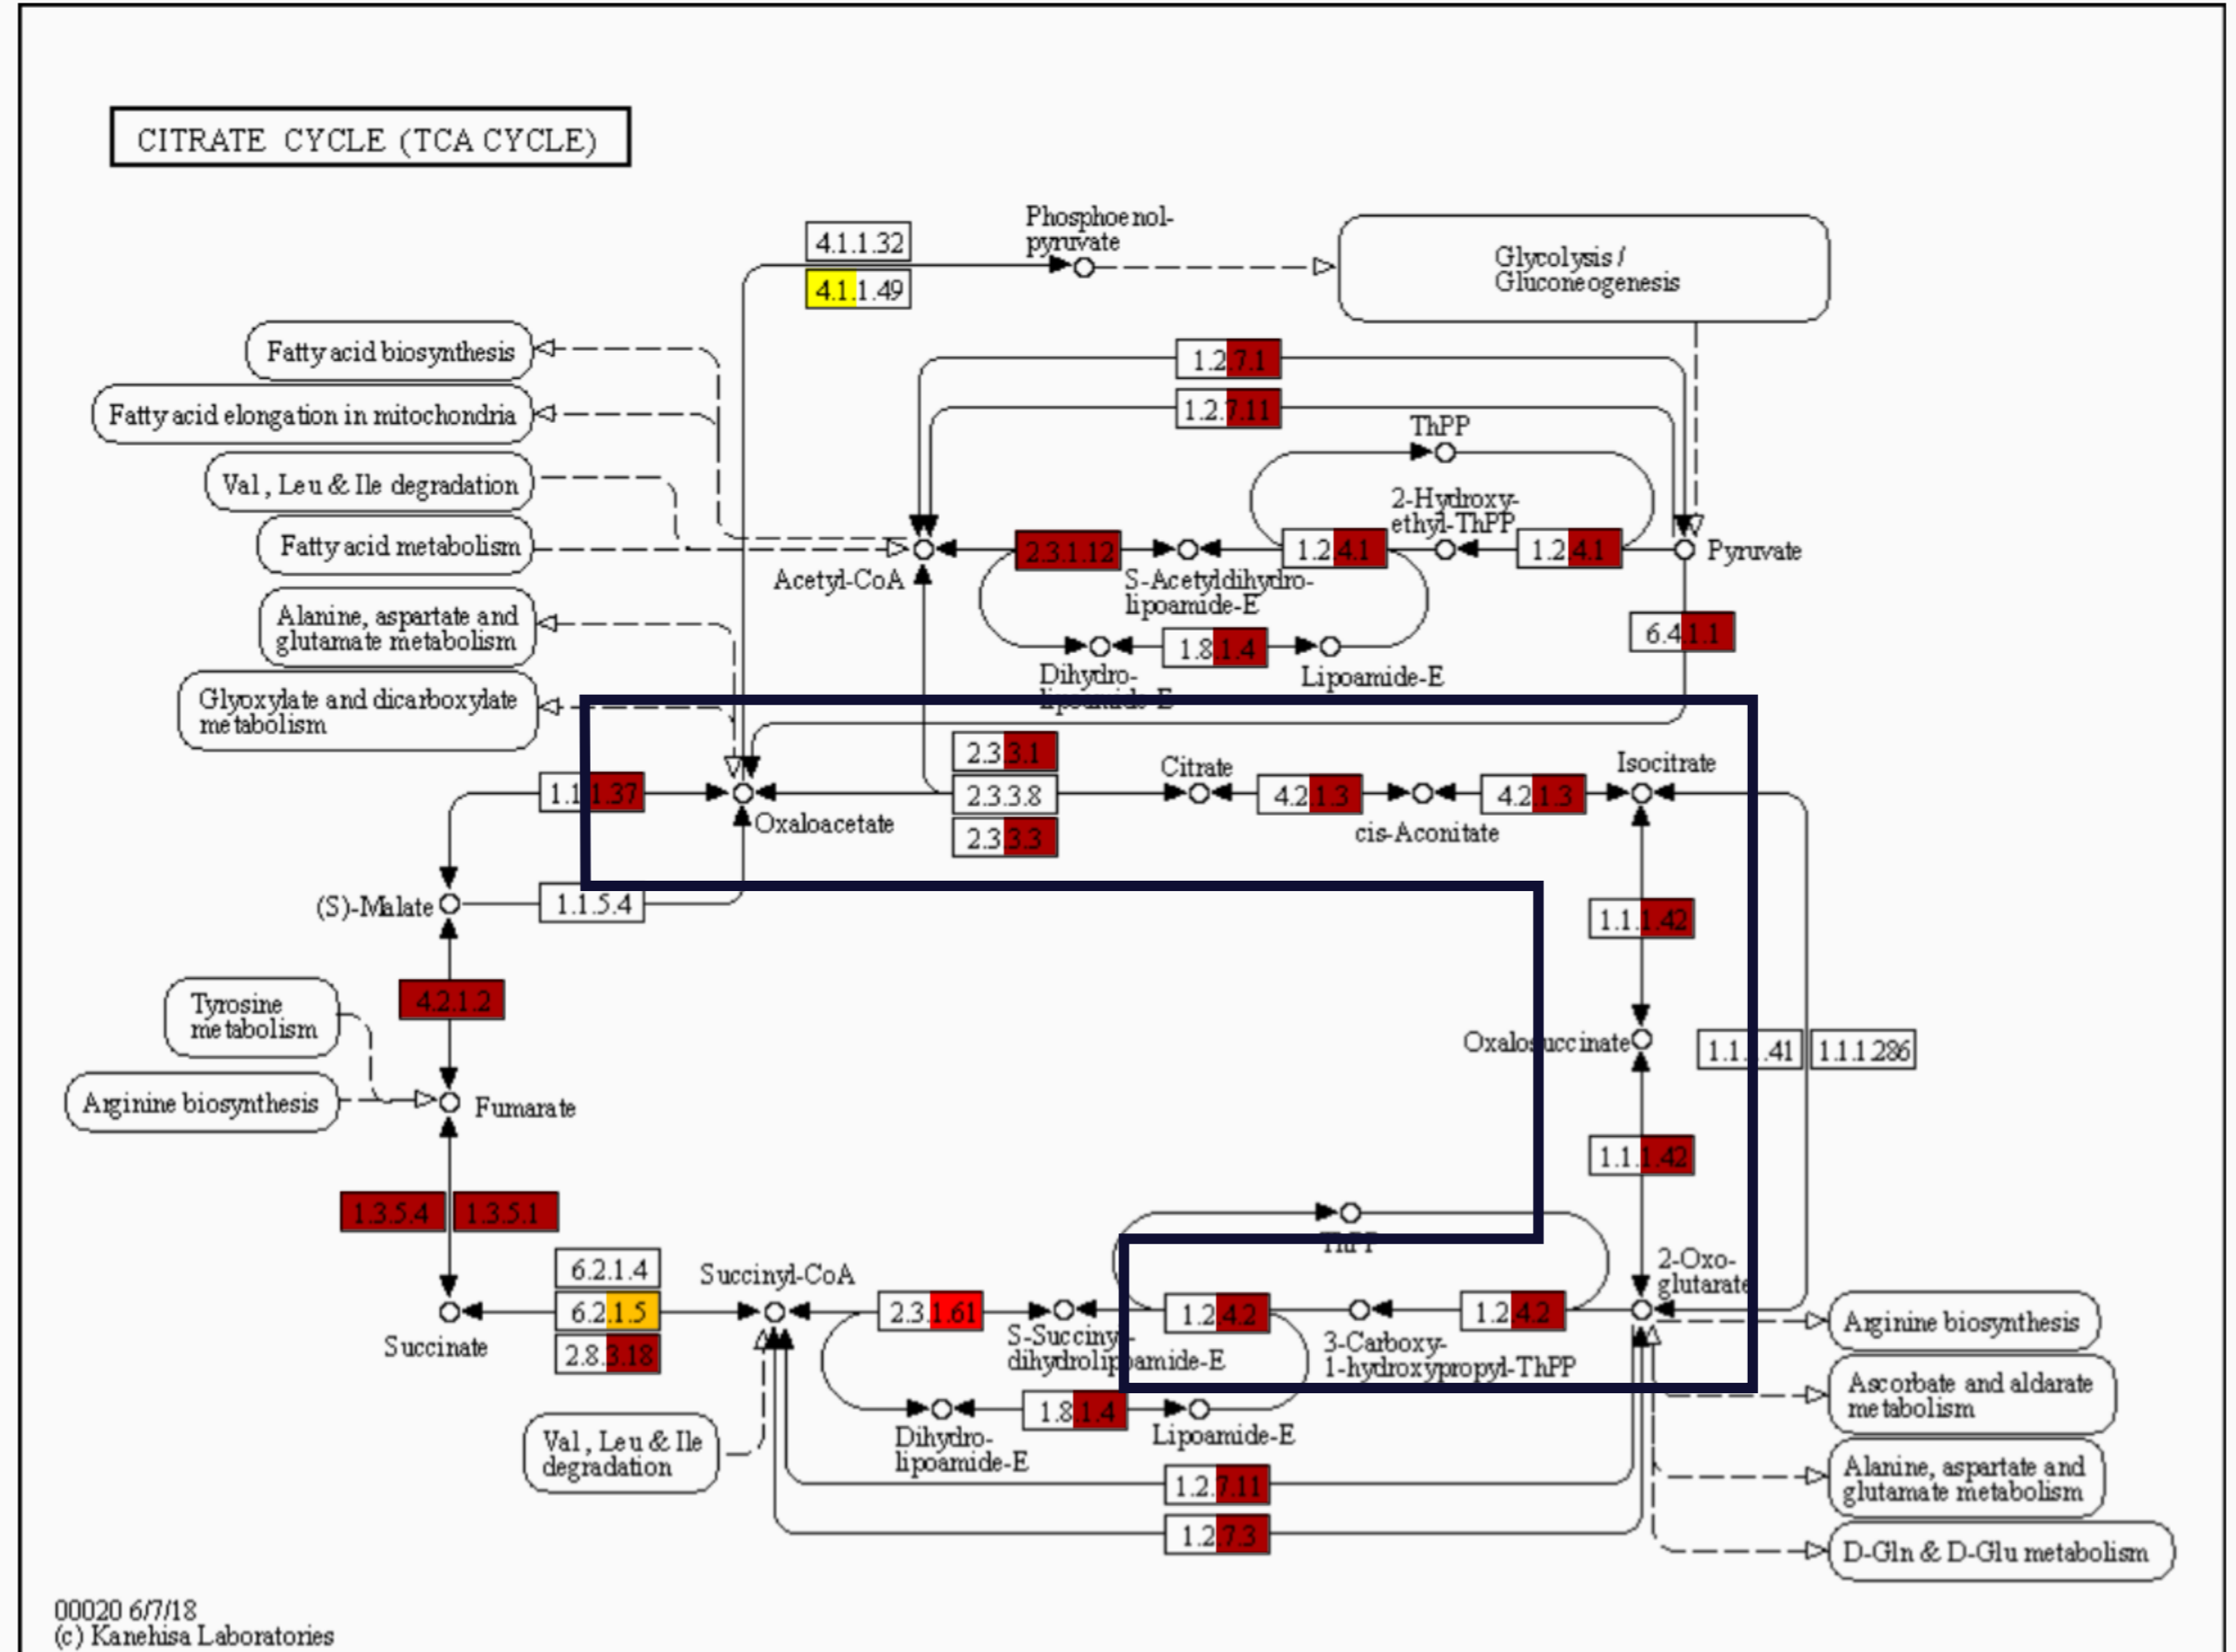 CITRATE CYCLE (TCA CYCLE)
Phosphoenol-
pyruvate
4.1.1.32
4.1.1.49
Glycolysis /
Gluconeogenesis
Fatty acid biosynthesis
1.2.7.1
Fatty acid elongation in mitochondria
1.2.7.11
ThPP
Val, Leu & Ile degradation
2-Hydroxy-
ethyl-ThPP
Fatty acid metabolism
2.3.1.12
1.2.4.1
1.2.4.1
Pyruvate
Acetyl-CoA
S-Acetyldihydro-
lipoamide-E
Alanine, aspartate and
glutamate metabolism
6.4.1.1
1.8.1.4
Dihydro-
lipoamide-E
Lipoamide-E
Glyoxylate and dicarboxylate
metabolism
2.3.3.1
Citrate
Isocitrate
1.1.1.37
2.3.3.8
4.2.1.3
4.2.1.3
Oxaloacetate
2.3.3.3
cis-Aconitate
(S)-Malate
1.1.5.4
1.1.1.42
4.2.1.2
Tyrosine
metabolism
Oxalosuccinate
1.1.1.41
1.1.1.286
Arginine biosynthesis
Fumarate
1.1.1.42
1.3.5.4
1.3.5.1
ThPP
6.2.1.4
Succinyl-CoA
2-Oxo-
glutarate
6.2.1.5
2.3.1.61
1.2.4.2
1.2.4.2
Arginine biosynthesis
Succinate
2.8.3.18
S-Succinyl-
dihydrolipoamide-E
3-Carboxy-
1-hydroxypropyl-ThPP
Ascorbate and aldarate
metabolism
1.8.1.4
Val, Leu & Ile
degradation
Dihydro-
lipoamide-E
Lipoamide-E
Alanine, aspartate and
glutamate metabolism
1.2.7.11
1.2.7.3
D-Gln & D-Glu metabolism
00020 6/7/18
(c) Kanehisa Laboratories